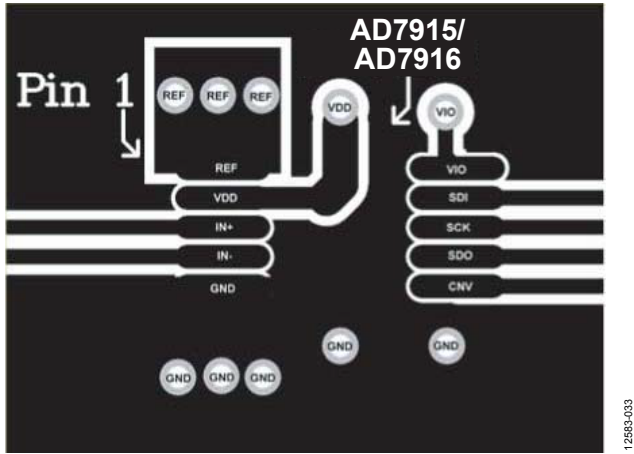 AD7915/
AD7916
Pin 1
REF REF REF
VDD
VIO
REF
VDD
IN+
IN-
GND
VIO
SDI
SCK
SDO
CNV
GND
GND
GND GND GND
12583-033